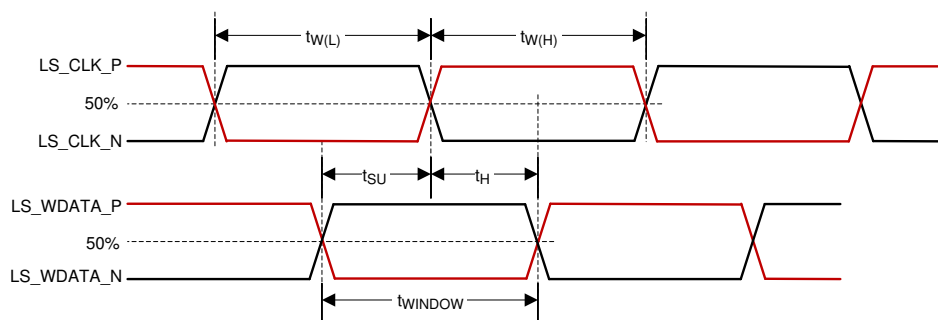 tW(L) tW(H)
LS_CLK_P
50%
LS_CLK_N
tSU tH
LS_WDATA_P
50%
LS_WDATA_N
tWINDOW